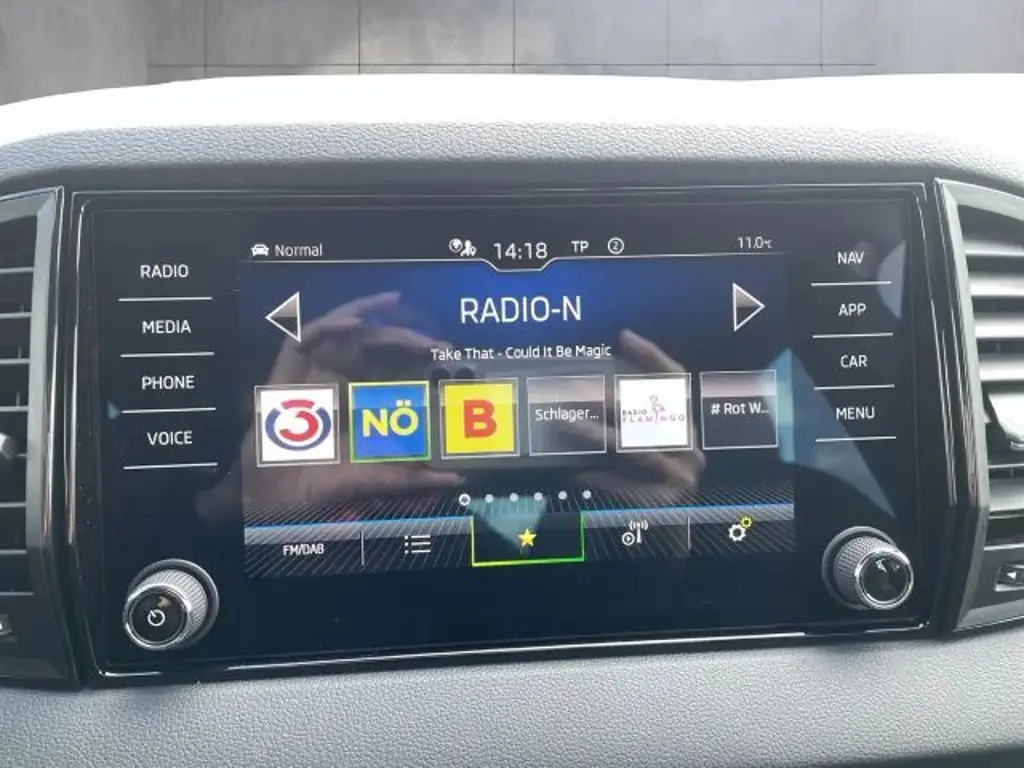 Normal
14:18
TP
2
11.0°C
RADIO
MEDIA
PHONE
VOICE
RADIO-N
Take That - Could It Be Magic
3
NÖ
B
Schlager...
RADIO
FLAMINGO
# Rot W...
FM/DAB
NAV
APP
CAR
MENU